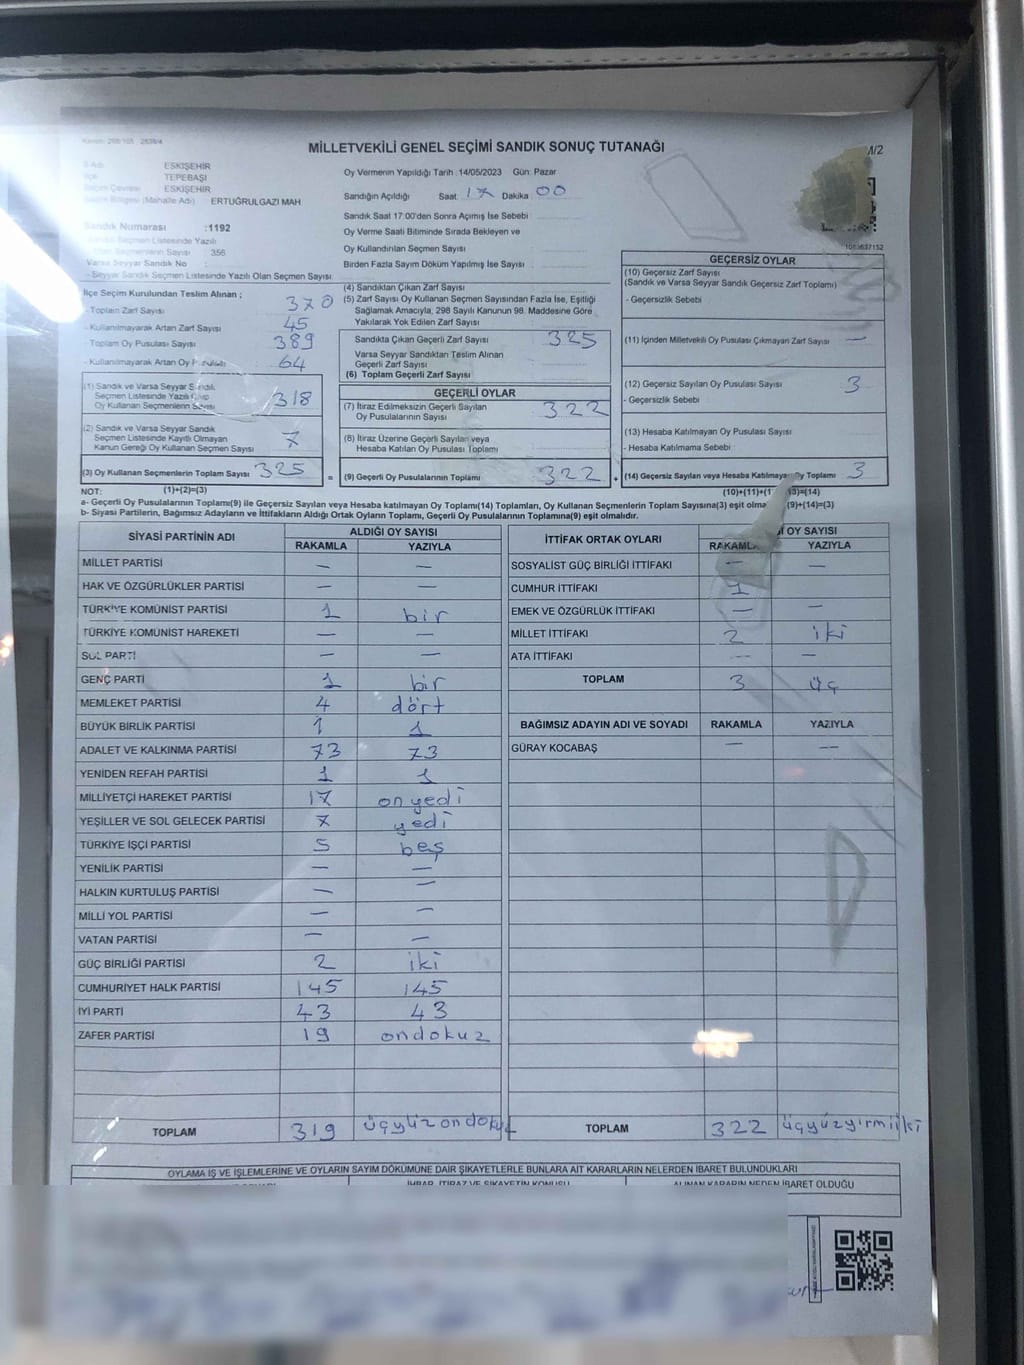 MİLLETVEKİLİ GENEL SEÇİMİ SANDIK SONUÇ TUTANAĞI
ESKİŞEHİR
TEPEBAŞI
Seçim Çevresi ESKİŞEHİR
(Mahalle Adı) ERTUĞRULGAZİ MAH
Sandık Numarası :1192
Seçmen Listesinde Yazılı
Seçmen Sayısı : 356
Varsa Seyyar Sandık No :
- Seyyar Sandık Seçmen Listesinde Yazılı Olan Seçmen Sayısı :
Oy Vermenin Yapıldığı Tarih :14/05/2023 Gün: Pazar
Sandığın Açıldığı Saat: 17 Dakika: 00
Sandık Saat 17:00'den Sonra Açımış İse Sebebi
Oy Verme Saati Bitiminde Sırada Bekleyen ve
Oy Kullandırılan Seçmen Sayısı
Birden Fazla Sayım Döküm Yapılmış İse Sayısı
M/2
1083637152
İlçe Seçim Kurulundan Teslim Alınan ;
- Toplam Zarf Sayısı : 370
- Kullanılmayarak Artan Zarf Sayısı 45
- Toplam Oy Pusulası Sayısı : 389
- Kullanılmayarak Artan Oy Pusulası 64
(1) Sandık ve Varsa Seyyar Sandık
Seçmen Listesinde Yazılı Olup
Oy Kullanan Seçmenlerin Sayısı 318
(2) Sandık ve Varsa Seyyar Sandık
Seçmen Listesinde Kayıtlı Olmayan
Kanun Gereği Oy Kullanan Seçmen Sayısı 7
(3) Oy Kullanan Seçmenlerin Toplam Sayısı 325
(1)+(2)=(3)
(4) Sandıktan Çıkan Zarf Sayısı
(5) Zarf Sayısı Oy Kullanan Seçmen Sayısından Fazla İse, Eşitliği
Sağlamak Amacıyla, 298 Sayılı Kanunun 98. Maddesine Göre
Yakılarak Yok Edilen Zarf Sayısı
Sandıkta Çıkan Geçerli Zarf Sayısı 325
Varsa Seyyar Sandıktan Teslim Alınan
Geçerli Zarf Sayısı
(6) Toplam Geçerli Zarf Sayısı
GEÇERLİ OYLAR
(7) İtiraz Edilmeksizin Geçerli Sayılan
Oy Pusulalarının Sayısı 322
(8) İtiraz Üzerine Geçerli Sayılan veya
Hesaba Katılan Oy Pusulası Toplamı
= (9) Geçerli Oy Pusulalarının Toplamı 322 +
GEÇERSİZ OYLAR
(10) Geçersiz Zarf Sayısı
(Sandık ve Varsa Seyyar Sandık Geçersiz Zarf Toplamı)
- Geçersizlik Sebebi
(11) İçinden Milletvekili Oy Pusulası Çıkmayan Zarf Sayısı —
(12) Geçersiz Sayılan Oy Pusulası Sayısı 3
- Geçersizlik Sebebi
(13) Hesaba Katılmayan Oy Pusulası Sayısı
- Hesaba Katılmama Sebebi
(14) Geçersiz Sayılan veya Hesaba Katılmayan Oy Toplamı 3
NOT:
a- Geçerli Oy Pusulalarının Toplamı(9) ile Geçersiz Sayılan veya Hesaba katılmayan Oy Toplam(14) Toplamları, Oy Kullanan Seçmenlerin Toplam Sayısına(3) eşit (9)+(14)=(3)
b- Siyasi Partilerin, Bağımsız Adayların ve İttifakların Aldığı Ortak Oyların Toplamı, Geçerli Oy Pusulalarının Toplamına(9) eşit olmalıdır.
SİYASİ PARTİNİN ADI ALDIĞI OY SAYISI
RAKAMLA YAZIYLA
MİLLET PARTİSİ — —
HAK VE ÖZGÜRLÜKLER PARTİSİ — —
TÜRKİYE KOMÜNİST PARTİSİ 1 bir
TÜRKİYE KOMÜNİST HAREKETİ — —
SOL PARTİ — —
GENÇ PARTİ 1 bir
MEMLEKET PARTİSİ 4 dört
BÜYÜK BİRLİK PARTİSİ 1 1
ADALET VE KALKINMA PARTİSİ 73 73
YENİDEN REFAH PARTİSİ 1 1
MİLLİYETÇİ HAREKET PARTİSİ 17 onyedi
YEŞİLLER VE SOL GELECEK PARTİSİ 7 yedi
TÜRKİYE İŞÇİ PARTİSİ 5 beş
YENİLİK PARTİSİ — —
HALKIN KURTULUŞ PARTİSİ — —
MİLLİ YOL PARTİSİ — —
VATAN PARTİSİ — —
GÜÇ BİRLİĞİ PARTİSİ 2 iki
CUMHURİYET HALK PARTİSİ 145 145
İYİ PARTİ 43 43
ZAFER PARTİSİ 19 ondokuz
TOPLAM 319
İTTİFAK ORTAK OYLARI OY SAYISI
RAKAMLA YAZIYLA
SOSYALİST GÜÇ BİRLİĞİ İTTİFAKI — —
CUMHUR İTTİFAKI 1
EMEK VE ÖZGÜRLÜK İTTİFAKI — —
MİLLET İTTİFAKI 2 iki
ATA İTTİFAKI — —
TOPLAM 3 üç
BAĞIMSIZ ADAYIN ADI VE SOYADI RAKAMLA YAZIYLA
GÜRAY KOCABAŞ — —
TOPLAM 322 üçyüzyirmiiki
OYLAMA İŞ VE İŞLEMLERİNE VE OYLARIN SAYIM DÖKÜMÜNE DAİR ŞİKAYETLERLE BUNLARA AİT KARARLARIN NELERDEN İBARET BULUNDUKLARI
İHBAR, İTİRAZ VE ŞİKAYETİN KONUSU
ALINAN KARARIN NEDEN İBARET OLDUĞU